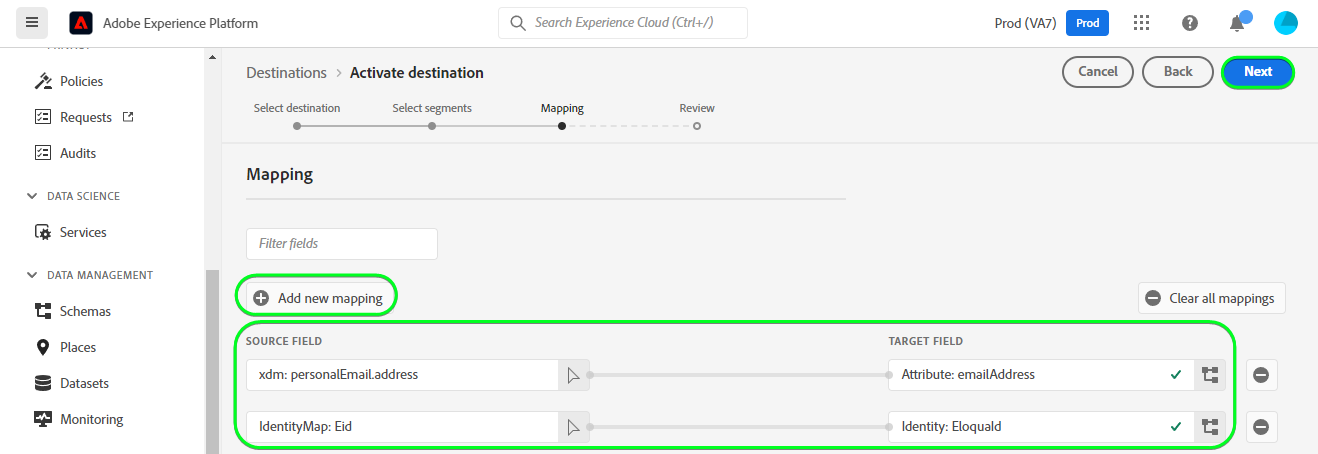 Adobe Experience Platform
Search Experience Cloud (Ctrl+/)
Prod (VA7)
Prod
Policies
Requests
Audits
DATA SCIENCE
Services
DATA MANAGEMENT
Schemas
Places
Datasets
Monitoring
Destinations > Activate destination
Cancel
Back
Next
Select destination
Select segments
Mapping
Review
Mapping
Filter fields
Add new mapping
Clear all mappings
SOURCE FIELD
TARGET FIELD
xdm: personalEmail.address
Attribute: emailAddress
IdentityMap: Eid
Identity: EloquaId